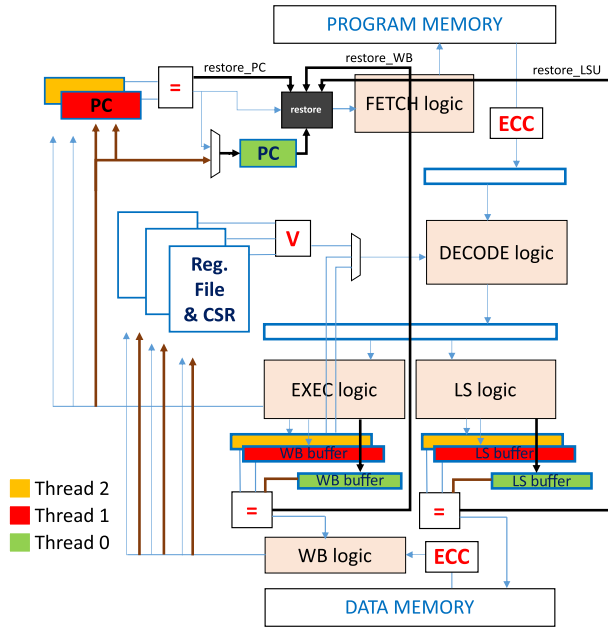 PROGRAM MEMORY
restore_PC
restore_WB
restore_LSU
=
PC
restore
FETCH logic
ECC
PC
V
DECODE logic
Reg.
File
& CSR
EXEC logic
LS logic
WB buffer
LS buffer
WB buffer
LS buffer
Thread 2
Thread 1
Thread 0
=
=
WB logic
ECC
DATA MEMORY